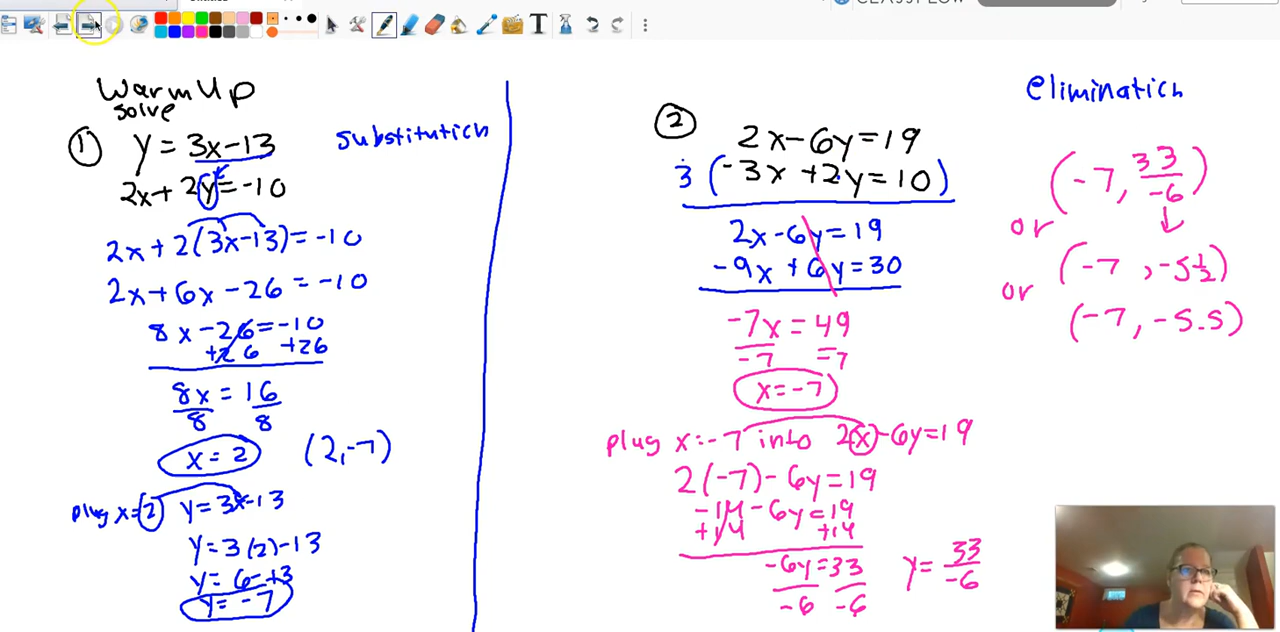 CLASSFLOW
T
Warm Up
solve
① y = 3x-13
substitution
2x + 2y = -10
2x + 2(3x-13) = -10
2x + 6x - 26 = -10
8x - 26 = -10
+26 +26
8x = 16
8 8
x = 2 (2,-7)
plug x=2 y = 3x-13
y = 3(2)-13
y = 6-13
y = -7
② elimination
2x-6y=19
3(-3x+2y=10)
2x-6y=19
-9x+6y=30
-7x=49
-7 -7
x=-7
plug x=-7 into 2(x)-6y=19
2(-7)-6y=19
-14-6y=19
+14 +14
-6y=33
-6 -6
y = 33/-6
(-7, 33/-6)
or
(-7, -5 1/2)
or
(-7, -5.5)